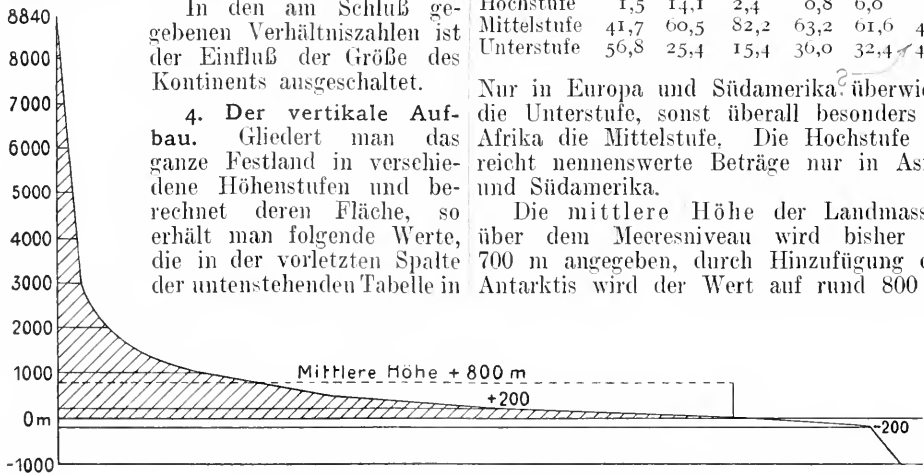 In den am Schluß ge-
gebenen Verhältniszahlen ist
der Einfluß der Größe des
Kontinents ausgeschaltet.
4. Der vertikale Auf-
bau. Gliedert man das
ganze Festland in verschie-
dene Höhenstufen und be-
rechnet deren Fläche, so
erhält man folgende Werte,
die in der vorletzten Spalte
der untenstehenden Tabelle in
Hochstufe 1,5 14,1 2,4 0,8 6,0
Mittelstufe 41,7 60,5 82,2 63,2 61,6 4
Unterstufe 56,8 25,4 15,4 36,0 32,4 4
Nur in Europa und Südamerika überwie
die Unterstufe, sonst überall besonders
Afrika die Mittelstufe. Die Hochstufe
reicht nennenswerte Beträge nur in As
und Südamerika.
Die mittlere Höhe der Landmass
über dem Meeresniveau wird bisher
700 m angegeben, durch Hinzufügung
Antarktis wird der Wert auf rund 800
8840
8000
7000
6000
5000
4000
3000
2000
1000
0m
-1000
Mittlere Höhe + 800 m
+200
-200